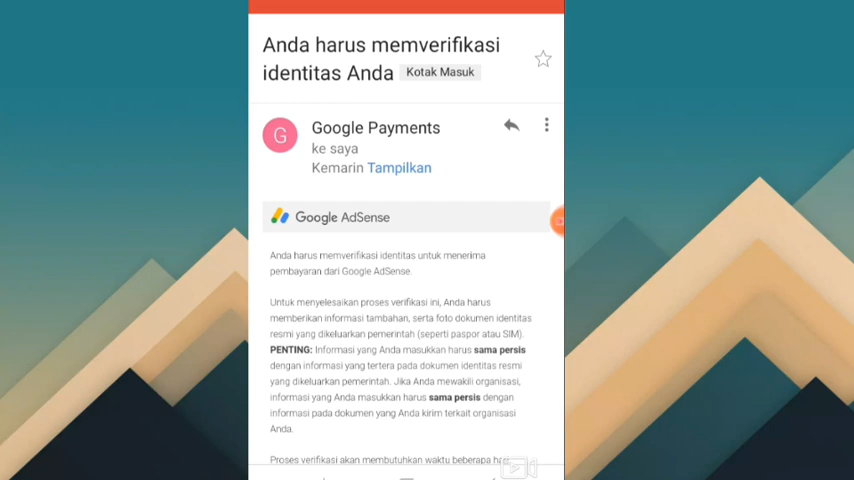 Anda harus memverifikasi
identitas Anda Kotak Masuk
G
Google Payments
ke saya
Kemarin Tampilkan
Google AdSense
Anda harus memverifikasi identitas untuk menerima
pembayaran dari Google AdSense.
Untuk menyelesaikan proses verifikasi ini, Anda harus
memberikan informasi tambahan, serta foto dokumen identitas
resmi yang dikeluarkan pemerintah (seperti paspor atau SIM).
PENTING: Informasi yang Anda masukkan harus sama persis
dengan informasi yang tertera pada dokumen identitas resmi
yang dikeluarkan pemerintah. Jika Anda mewakili organisasi,
informasi yang Anda masukkan harus sama persis dengan
informasi pada dokumen yang Anda kirim terkait organisasi
Anda.
Proses verifikasi akan membutuhkan waktu beberapa